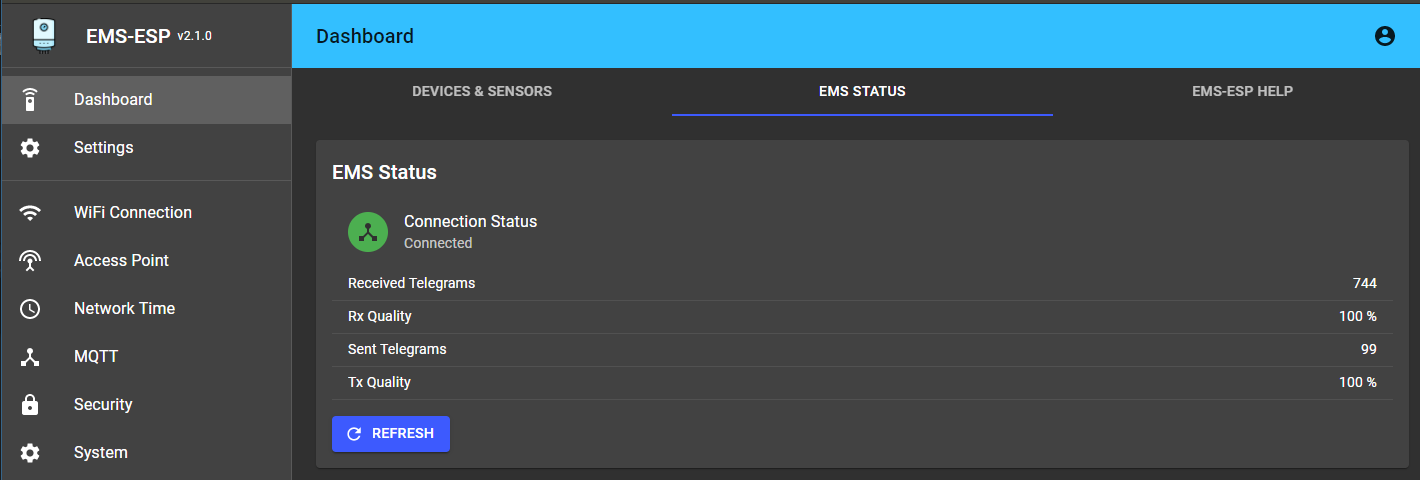 EMS-ESP v2.1.0
Dashboard
Settings
WiFi Connection
Access Point
Network Time
MQTT
Security
System
Dashboard
DEVICES & SENSORS EMS STATUS EMS-ESP HELP
EMS Status
Connection Status
Connected
Received Telegrams 744
Rx Quality 100 %
Sent Telegrams 99
Tx Quality 100 %
REFRESH